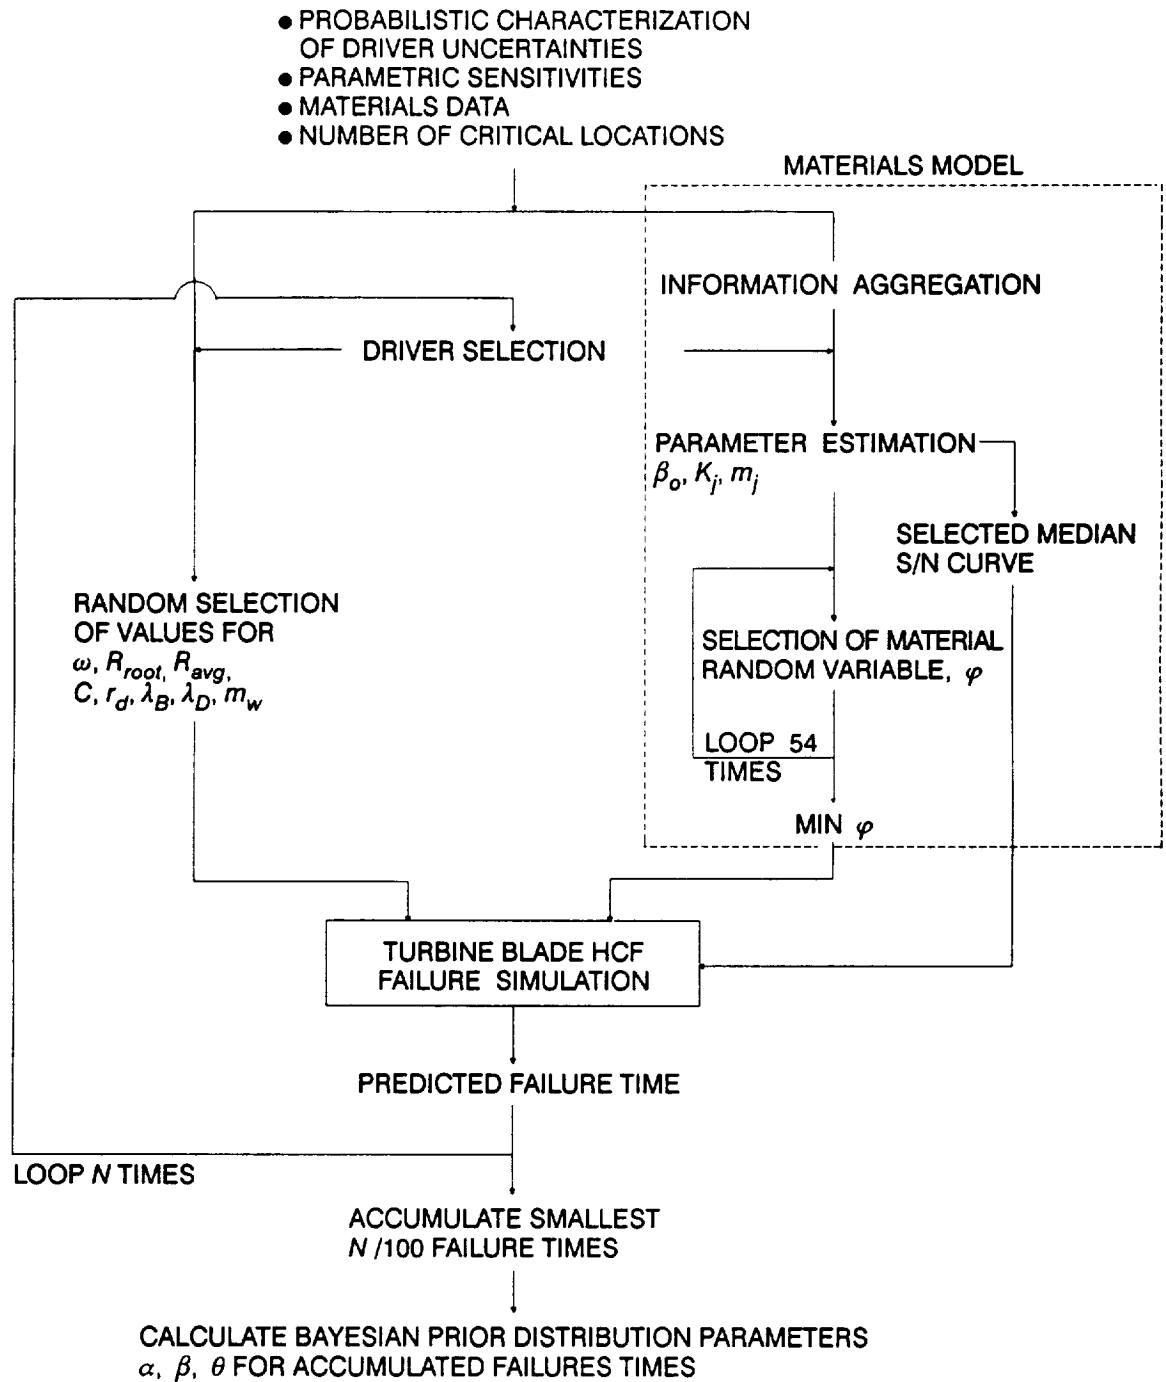 ● PROBABILISTIC CHARACTERIZATION
OF DRIVER UNCERTAINTIES
● PARAMETRIC SENSITIVITIES
● MATERIALS DATA
● NUMBER OF CRITICAL LOCATIONS
MATERIALS MODEL
INFORMATION AGGREGATION
DRIVER SELECTION
PARAMETER ESTIMATION
β_o, K_j, m_j
SELECTED MEDIAN
S/N CURVE
RANDOM SELECTION
OF VALUES FOR
ω, R_root, R_avg,
C, r_d, λ_B, λ_D, m_w
SELECTION OF MATERIAL
RANDOM VARIABLE, φ
LOOP 54
TIMES
MIN φ
TURBINE BLADE HCF
FAILURE SIMULATION
PREDICTED FAILURE TIME
LOOP N TIMES
ACCUMULATE SMALLEST
N /100 FAILURE TIMES
CALCULATE BAYESIAN PRIOR DISTRIBUTION PARAMETERS
α, β, θ FOR ACCUMULATED FAILURES TIMES